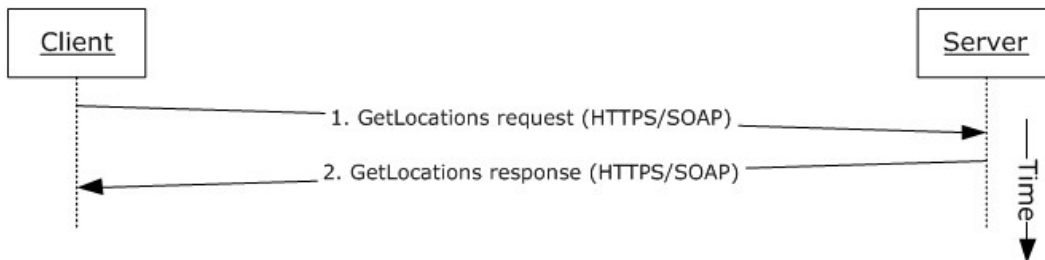 Client
Server
1. GetLocations request (HTTPS/SOAP)
2. GetLocations response (HTTPS/SOAP)
Time